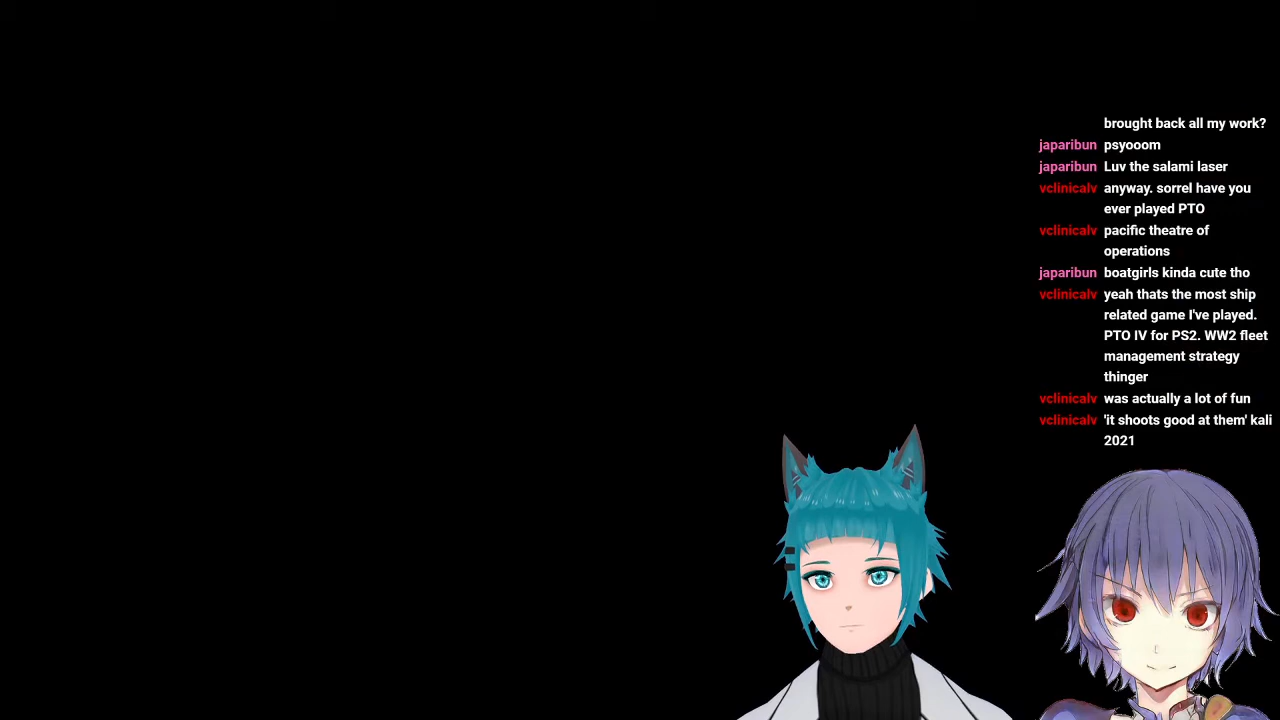 brought back all my work?
japaribun psyooom
japaribun Luv the salami laser
vclinicalv anyway. sorrel have you
ever played PTO
vclinicalv pacific theatre of
operations
japaribun boatgirls kinda cute tho
vclinicalv yeah thats the most ship
related game I've played.
PTO IV for PS2. WW2 fleet
management strategy
thinger
vclinicalv was actually a lot of fun
vclinicalv 'it shoots good at them' kali
2021